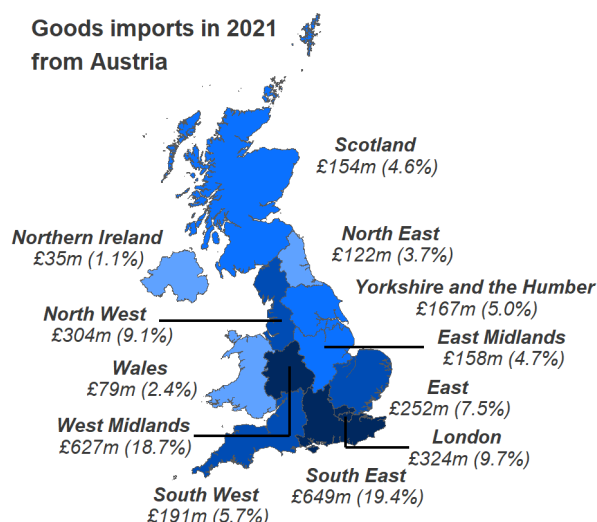 Goods imports in 2021
from Austria
Scotland
£154m (4.6%)
Northern Ireland
£35m (1.1%)
North East
£122m (3.7%)
Yorkshire and the Humber
£167m (5.0%)
North West
£304m (9.1%)
East Midlands
£158m (4.7%)
Wales
£79m (2.4%)
East
£252m (7.5%)
West Midlands
£627m (18.7%)
London
£324m (9.7%)
South East
£649m (19.4%)
South West
£191m (5.7%)